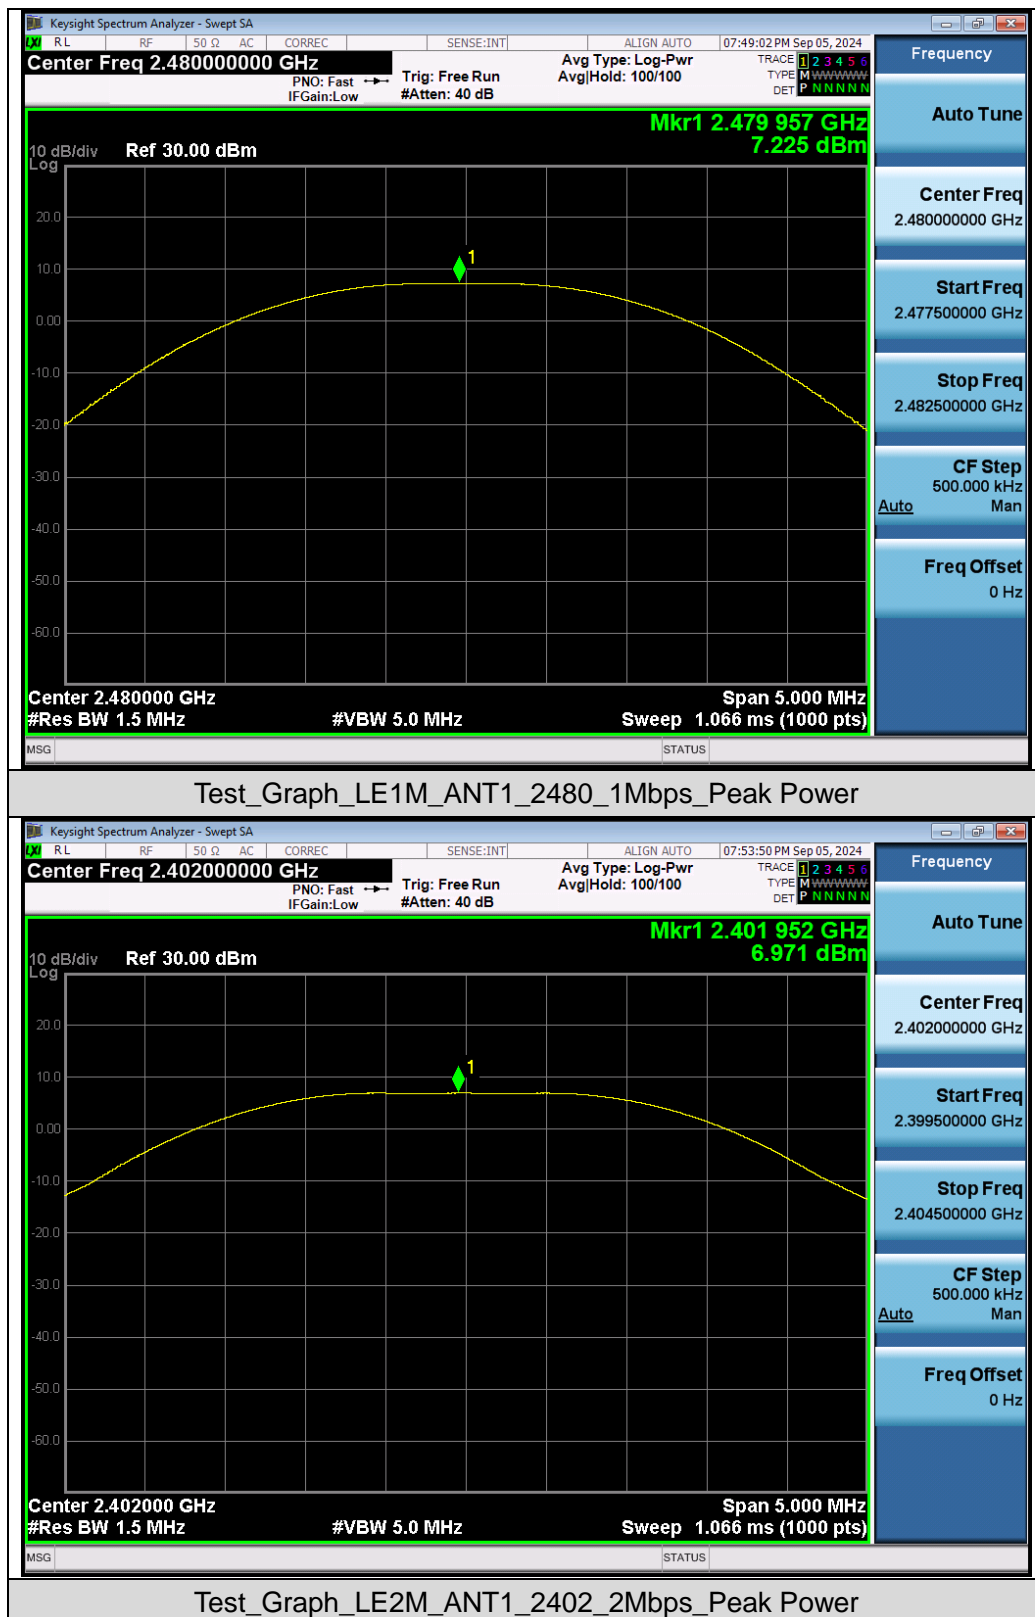 Keysight Spectrum Analyzer - Swept SA
LXI RL RF 50 Ω AC CORREC SENSE:INT ALIGN AUTO 07:49:02 PM Sep 05, 2024
Center Freq 2.480000000 GHz
PNO: Fast
IFGain:Low
Trig: Free Run
#Atten: 40 dB
Avg Type: Log-Pwr
Avg|Hold: 100/100
TRACE 1 2 3 4 5 6
TYPE M WWWWW
DET P N N N N N
Mkr1 2.479 957 GHz
7.225 dBm
10 dB/div Ref 30.00 dBm
Log
20.0
10.0
0.00
-10.0
-20.0
-30.0
-40.0
-50.0
-60.0
1
Center 2.480000 GHz Span 5.000 MHz
#Res BW 1.5 MHz #VBW 5.0 MHz Sweep 1.066 ms (1000 pts)
MSG STATUS
Frequency
Auto Tune
Center Freq
2.480000000 GHz
Start Freq
2.477500000 GHz
Stop Freq
2.482500000 GHz
CF Step
500.000 kHz
Auto Man
Freq Offset
0 Hz
Test_Graph_LE1M_ANT1_2480_1Mbps_Peak Power
Keysight Spectrum Analyzer - Swept SA
LXI RL RF 50 Ω AC CORREC SENSE:INT ALIGN AUTO 07:53:50 PM Sep 05, 2024
Center Freq 2.402000000 GHz
PNO: Fast
IFGain:Low
Trig: Free Run
#Atten: 40 dB
Avg Type: Log-Pwr
Avg|Hold: 100/100
TRACE 1 2 3 4 5 6
TYPE M WWWWW
DET P N N N N N
Mkr1 2.401 952 GHz
6.971 dBm
10 dB/div Ref 30.00 dBm
Log
20.0
10.0
0.00
-10.0
-20.0
-30.0
-40.0
-50.0
-60.0
1
Center 2.402000 GHz Span 5.000 MHz
#Res BW 1.5 MHz #VBW 5.0 MHz Sweep 1.066 ms (1000 pts)
MSG STATUS
Frequency
Auto Tune
Center Freq
2.402000000 GHz
Start Freq
2.399500000 GHz
Stop Freq
2.404500000 GHz
CF Step
500.000 kHz
Auto Man
Freq Offset
0 Hz
Test_Graph_LE2M_ANT1_2402_2Mbps_Peak Power